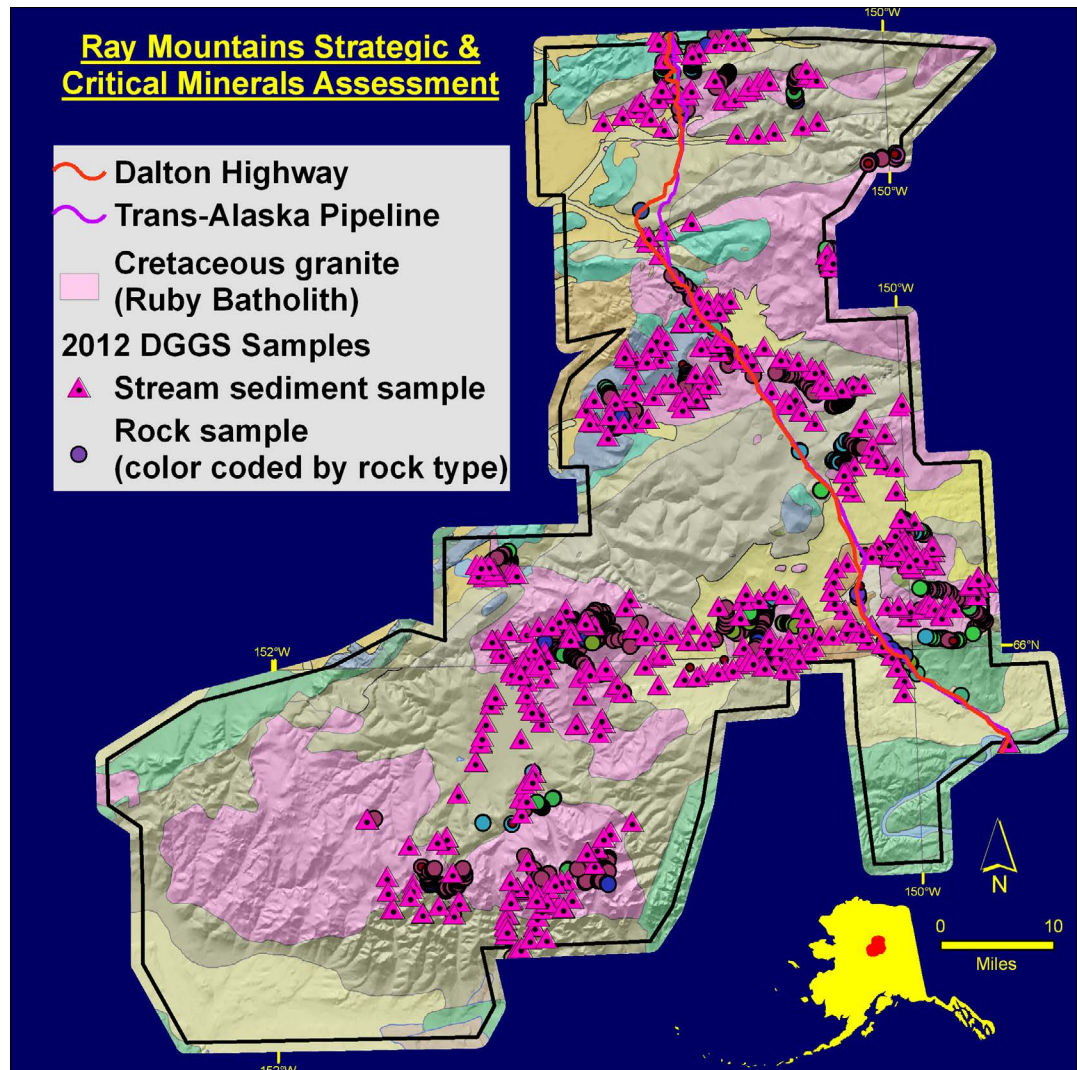 Ray Mountains Strategic &
Critical Minerals Assessment
Dalton Highway
Trans-Alaska Pipeline
Cretaceous granite
(Ruby Batholith)
2012 DGGS Samples
Stream sediment sample
Rock sample
(color coded by rock type)
150°W
150°W
150°W
152°W
66°N
150°W
N
0
10
Miles
152°W